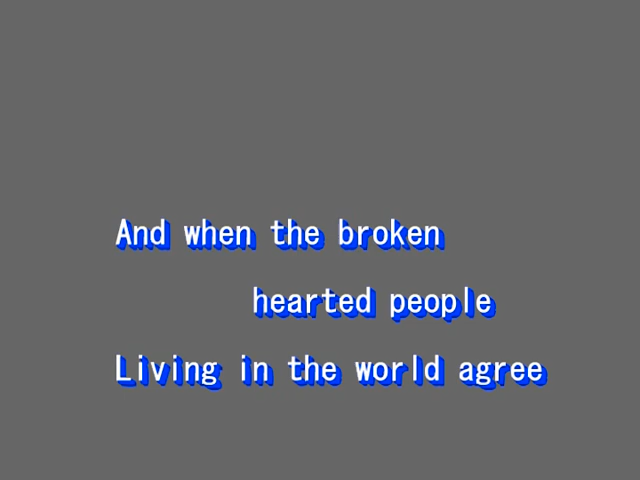 And when the broken
hearted people
Living in the world agree